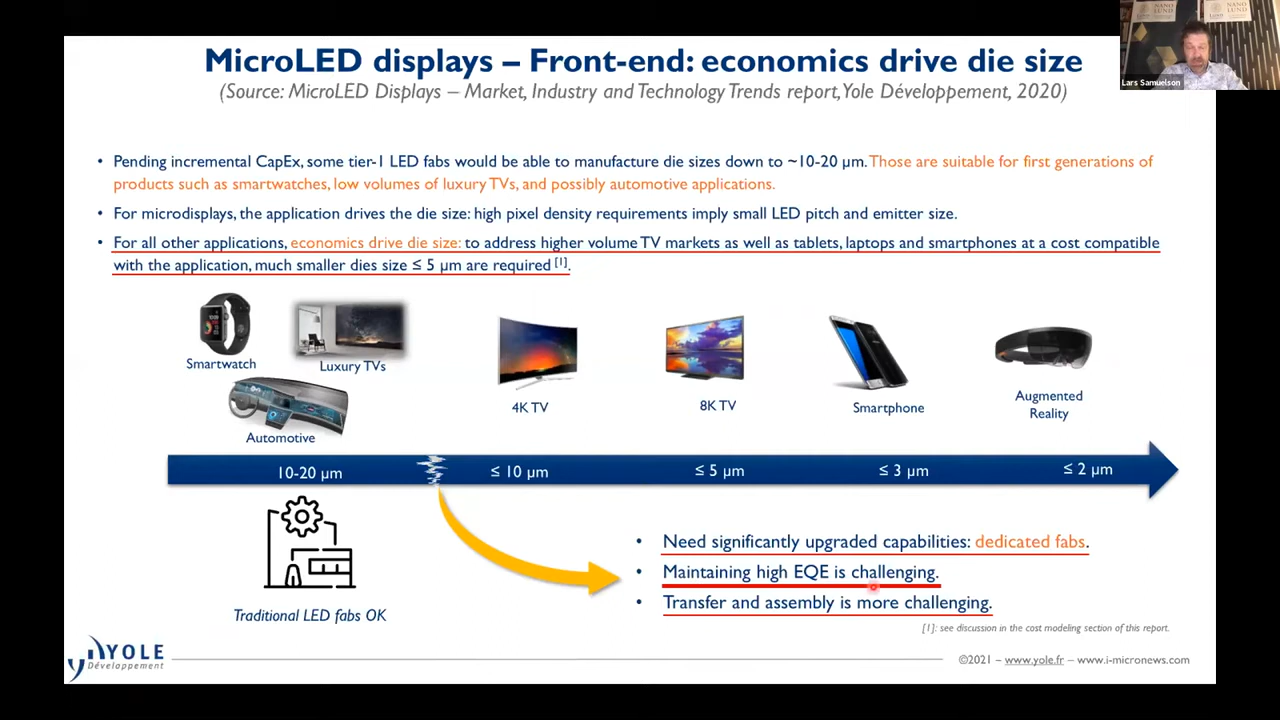 MicroLED displays – Front-end: economics drive die size
(Source: MicroLED Displays – Market, Industry and Technology Trends report, Yole Développement, 2020)
NANO
LUND
LUND
NANO
LUND
Lars Samuelson
• Pending incremental CapEx, some tier-1 LED fabs would be able to manufacture die sizes down to ~10-20 µm. Those are suitable for first generations of
products such as smartwatches, low volumes of luxury TVs, and possibly automotive applications.
• For microdisplays, the application drives the die size: high pixel density requirements imply small LED pitch and emitter size.
• For all other applications, economics drive die size: to address higher volume TV markets as well as tablets, laptops and smartphones at a cost compatible
with the application, much smaller dies size ≤ 5 µm are required [1].
Smartwatch
Luxury TVs
Automotive
4K TV
8K TV
Smartphone
Augmented
Reality
10-20 µm
≤ 10 µm
≤ 5 µm
≤ 3 µm
≤ 2 µm
Traditional LED fabs OK
• Need significantly upgraded capabilities: dedicated fabs.
• Maintaining high EQE is challenging.
• Transfer and assembly is more challenging.
[1]: see discussion in the cost modeling section of this report.
YOLE
Développement
©2021 – www.yole.fr – www.i-micronews.com